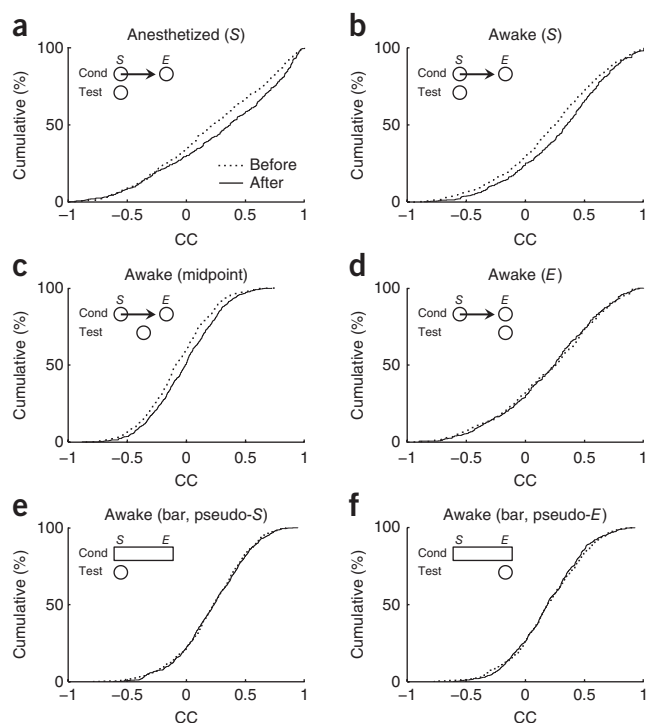 a
Anesthetized (S)
Cumulative (%)
100
50
0
Cond
Test
S
E
Before
After
−1
−0.5
0
0.5
1
CC
b
Awake (S)
Cumulative (%)
100
50
0
Cond
Test
S
E
−1
−0.5
0
0.5
1
CC
c
Awake (midpoint)
Cumulative (%)
100
50
0
Cond
Test
S
E
−1
−0.5
0
0.5
1
CC
d
Awake (E)
Cumulative (%)
100
50
0
Cond
Test
S
E
−1
−0.5
0
0.5
1
CC
e
Awake (bar, pseudo-S)
Cumulative (%)
100
50
0
Cond
Test
S
E
−1
−0.5
0
0.5
1
CC
f
Awake (bar, pseudo-E)
Cumulative (%)
100
50
0
Cond
Test
S
E
−1
−0.5
0
0.5
1
CC